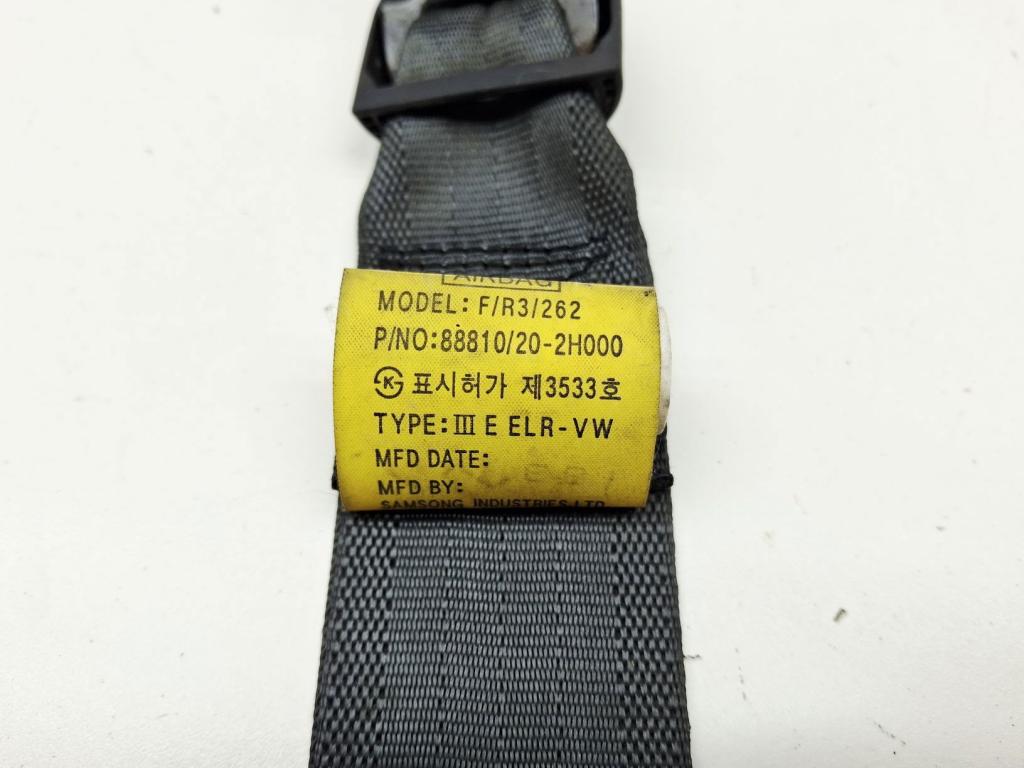 AIRBAG
MODEL: F/R3/262
P/NO:88810/20-2H000
표시허가 제3533호
TYPE: Ⅲ E ELR-VW
MFD DATE:
MFD BY:
SAMSONG INDUSTRIES LTD